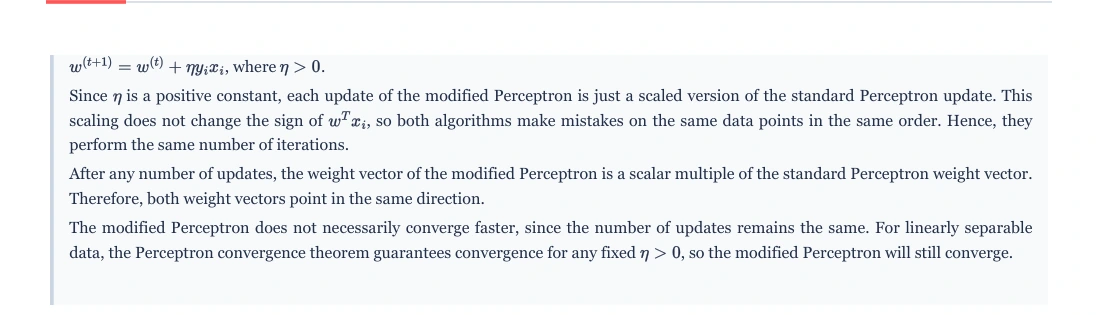 w^{(t+1)} = w^{(t)} + ηy_ix_i, where η > 0.
Since η is a positive constant, each update of the modified Perceptron is just a scaled version of the standard Perceptron update. This
scaling does not change the sign of w^Tx_i, so both algorithms make mistakes on the same data points in the same order. Hence, they
perform the same number of iterations.
After any number of updates, the weight vector of the modified Perceptron is a scalar multiple of the standard Perceptron weight vector.
Therefore, both weight vectors point in the same direction.
The modified Perceptron does not necessarily converge faster, since the number of updates remains the same. For linearly separable
data, the Perceptron convergence theorem guarantees convergence for any fixed η > 0, so the modified Perceptron will still converge.